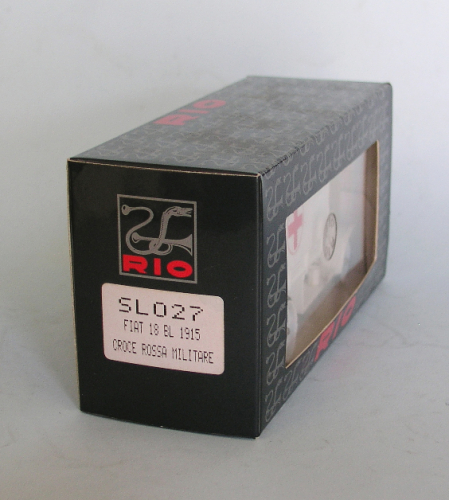 RIO
RIO
SL027
FIAT 18 BL 1915
CROCE ROSSA MILITARE
RIO